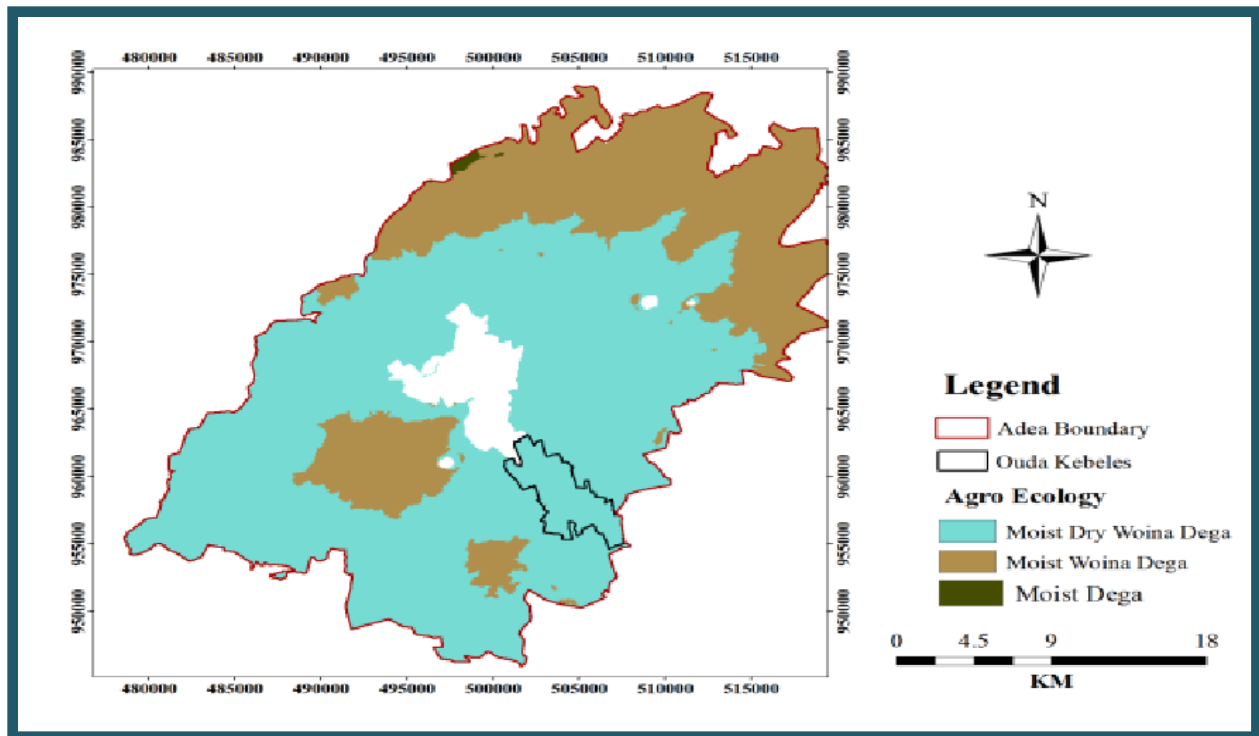 480000 485000 490000 495000 500000 505000 510000 515000
990000 990000
985000 985000
980000 980000
975000 975000
970000 970000
965000 965000
960000 960000
955000 955000
950000 950000
480000 485000 490000 495000 500000 505000 510000 515000
N
Legend
Adea Boundary
Ouda Kebeles
Agro Ecology
Moist Dry Woina Dega
Moist Woina Dega
Moist Dega
0 4.5 9 18
KM